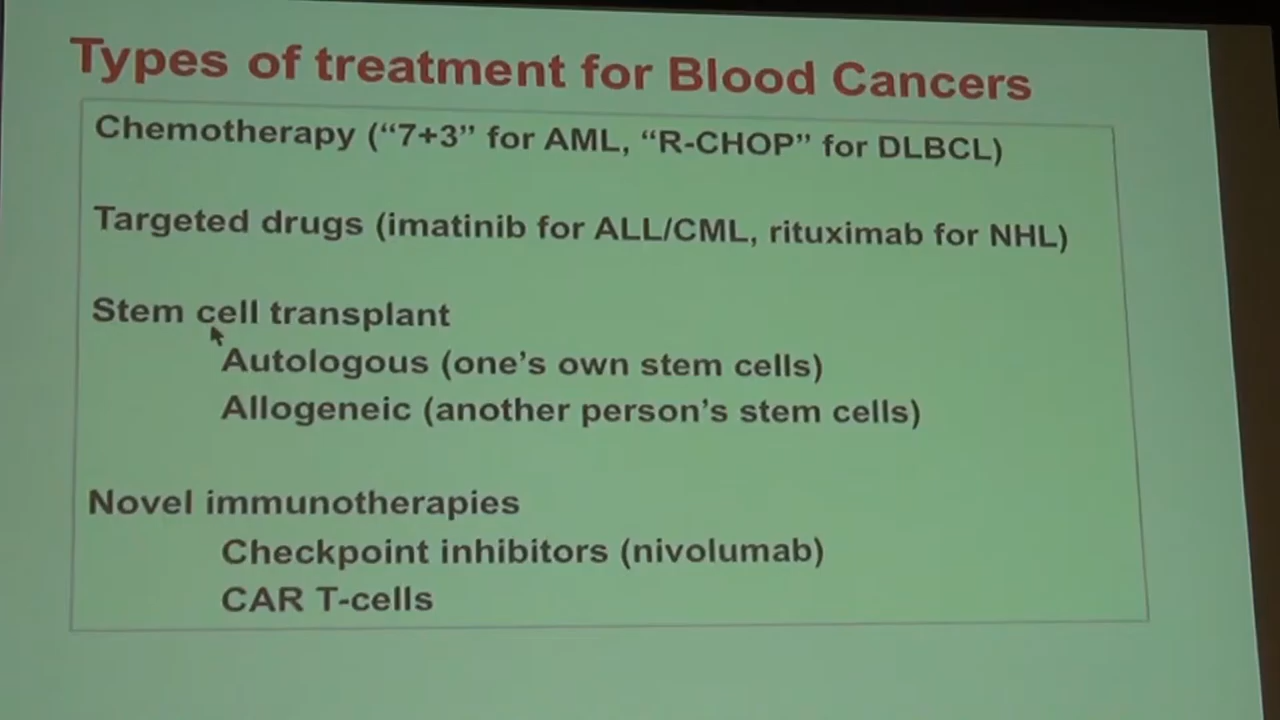 Types of treatment for Blood Cancers
Chemotherapy (“7+3” for AML, “R-CHOP” for DLBCL)
Targeted drugs (imatinib for ALL/CML, rituximab for NHL)
Stem cell transplant
Autologous (one’s own stem cells)
Allogeneic (another person’s stem cells)
Novel immunotherapies
Checkpoint inhibitors (nivolumab)
CAR T-cells